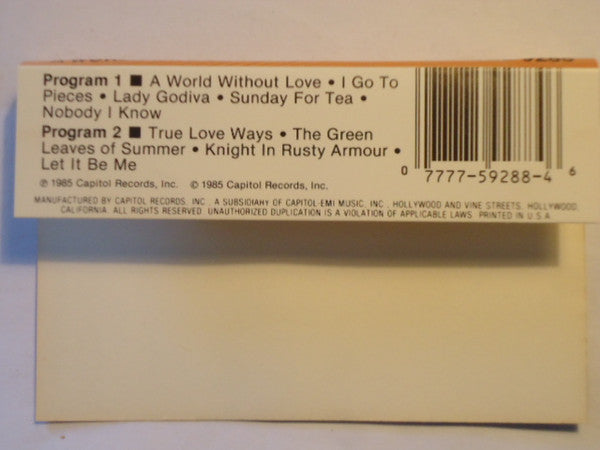 Program 1 ■ A World Without Love • I Go To
Pieces • Lady Godiva • Sunday For Tea •
Nobody I Know
Program 2 ■ True Love Ways • The Green
Leaves of Summer • Knight In Rusty Armour •
Let It Be Me
℗ 1985 Capitol Records, Inc. © 1985 Capitol Records, Inc.
0 7777-59288-4 6
MANUFACTURED BY CAPITOL RECORDS, INC., A SUBSIDIARY OF CAPITOL-EMI MUSIC, INC., HOLLYWOOD AND VINE STREETS, HOLLYWOOD,
CALIFORNIA. ALL RIGHTS RESERVED. UNAUTHORIZED DUPLICATION IS A VIOLATION OF APPLICABLE LAWS. PRINTED IN U.S.A.